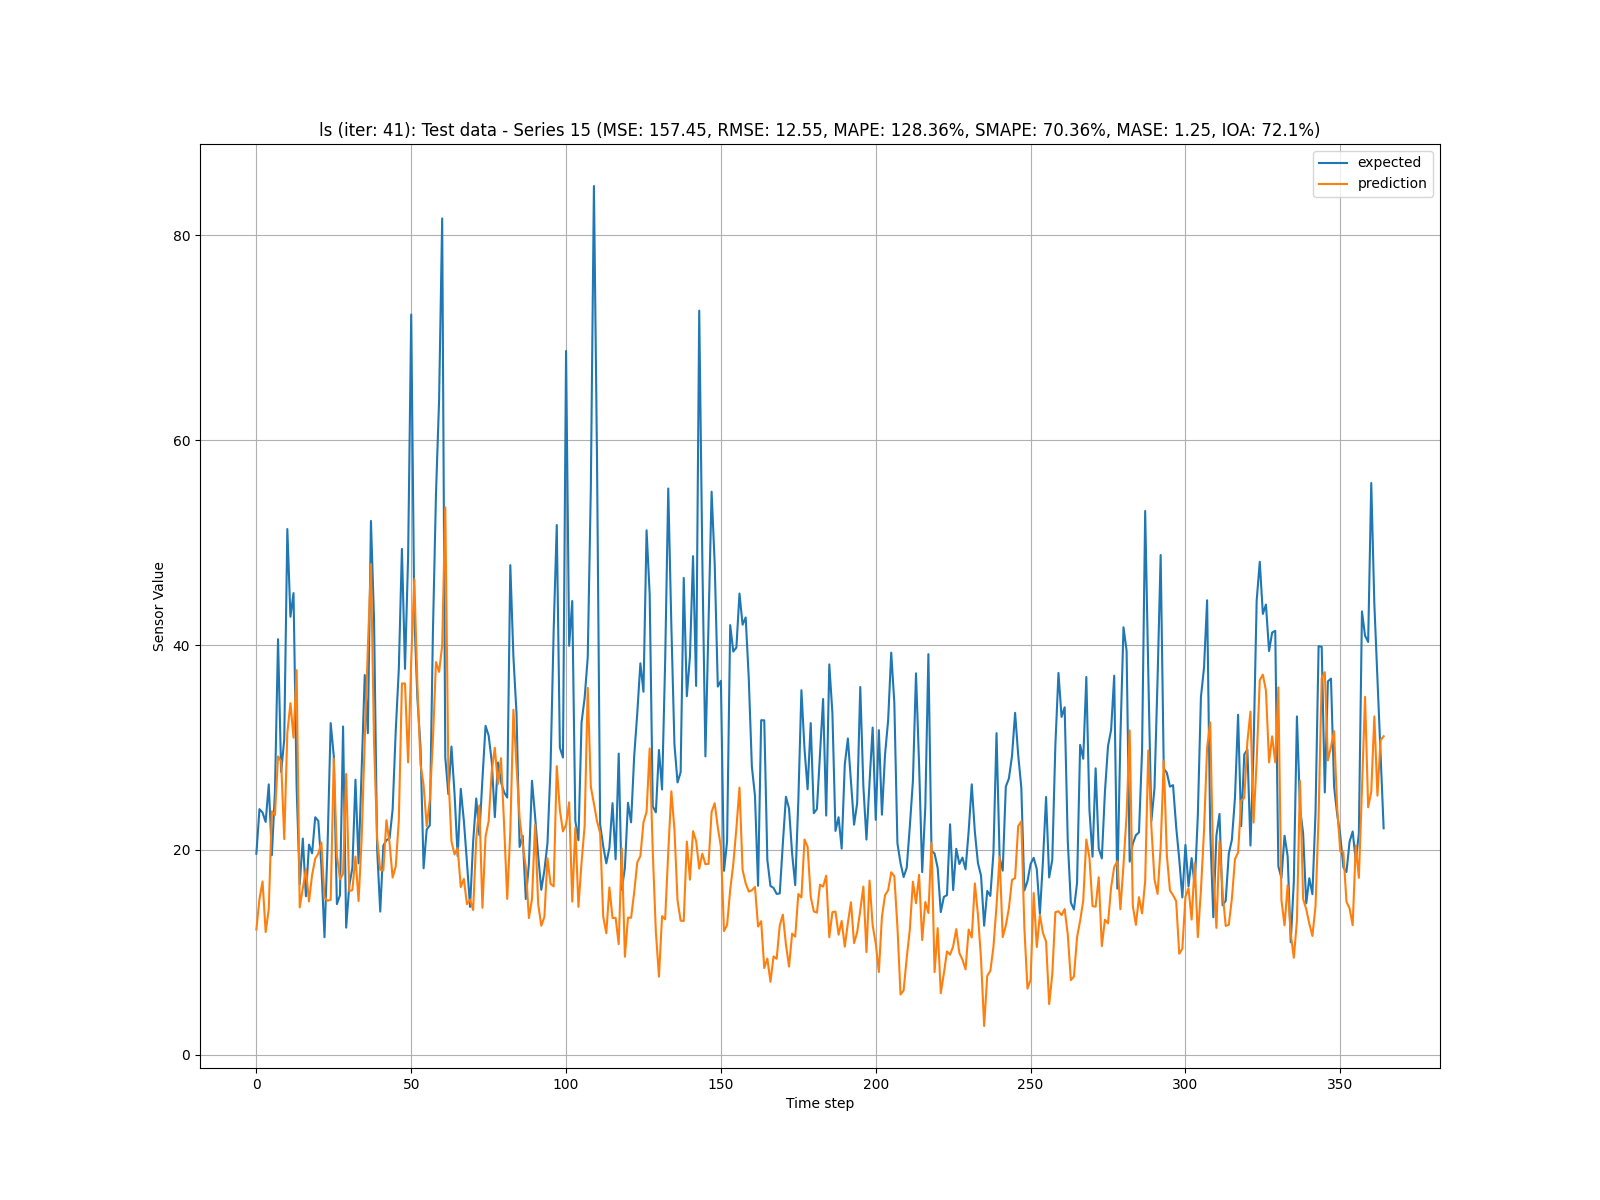 ls (iter: 41): Test data - Series 15 (MSE: 157.45, RMSE: 12.55, MAPE: 128.36%, SMAPE: 70.36%, MASE: 1.25, IOA: 72.1%)
expected
prediction
80
60
40
20
0
Sensor Value
0 50 100 150 200 250 300 350
Time step